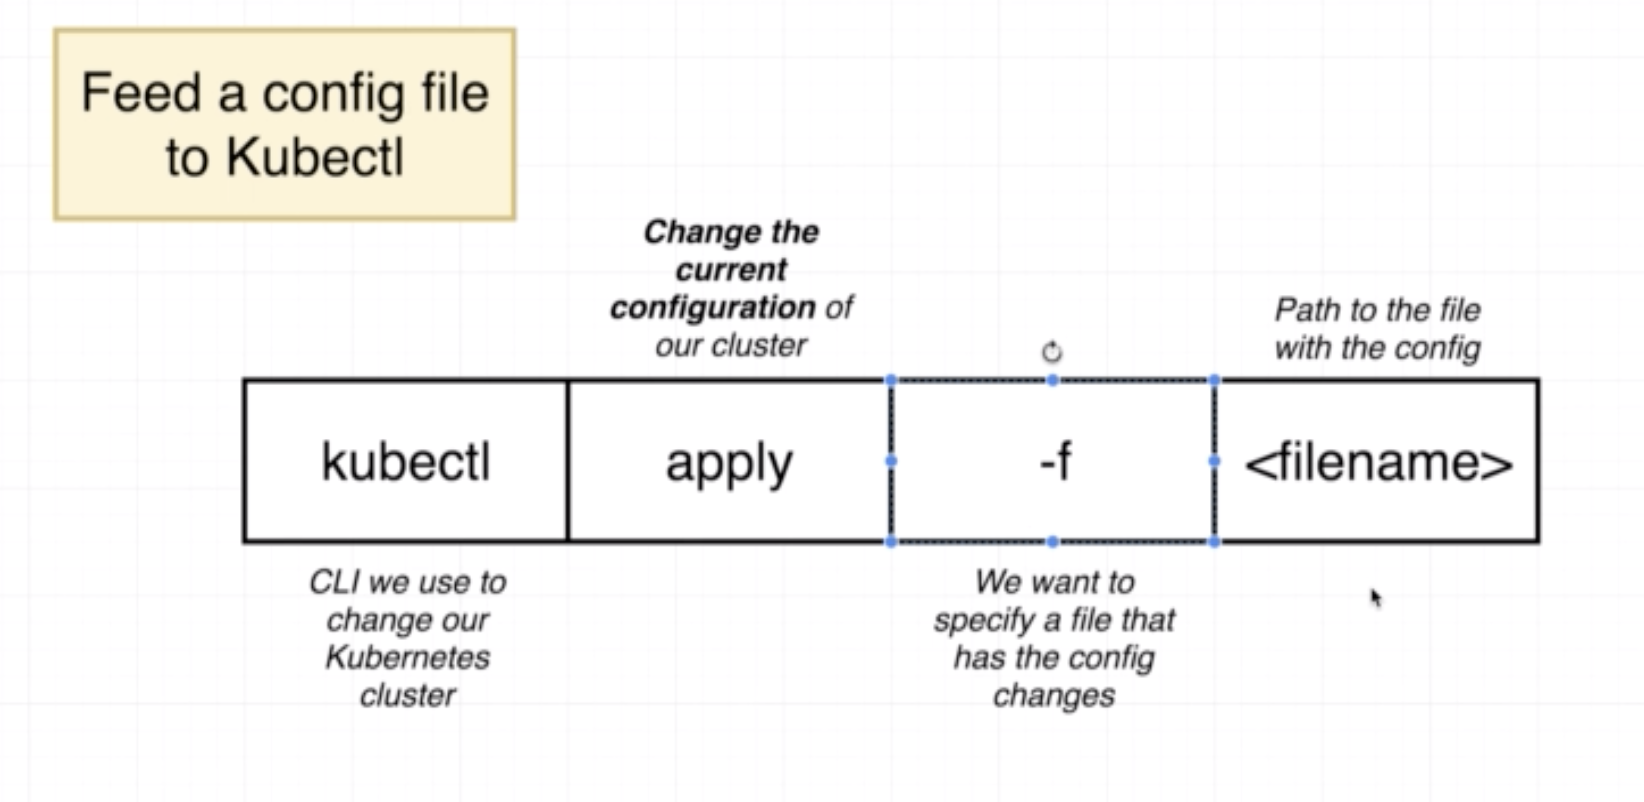 Feed a config file
to Kubectl
Change the
current
configuration of
our cluster
Path to the file
with the config
kubectl
apply
-f
<filename>
CLI we use to
change our
Kubernetes
cluster
We want to
specify a file that
has the config
changes